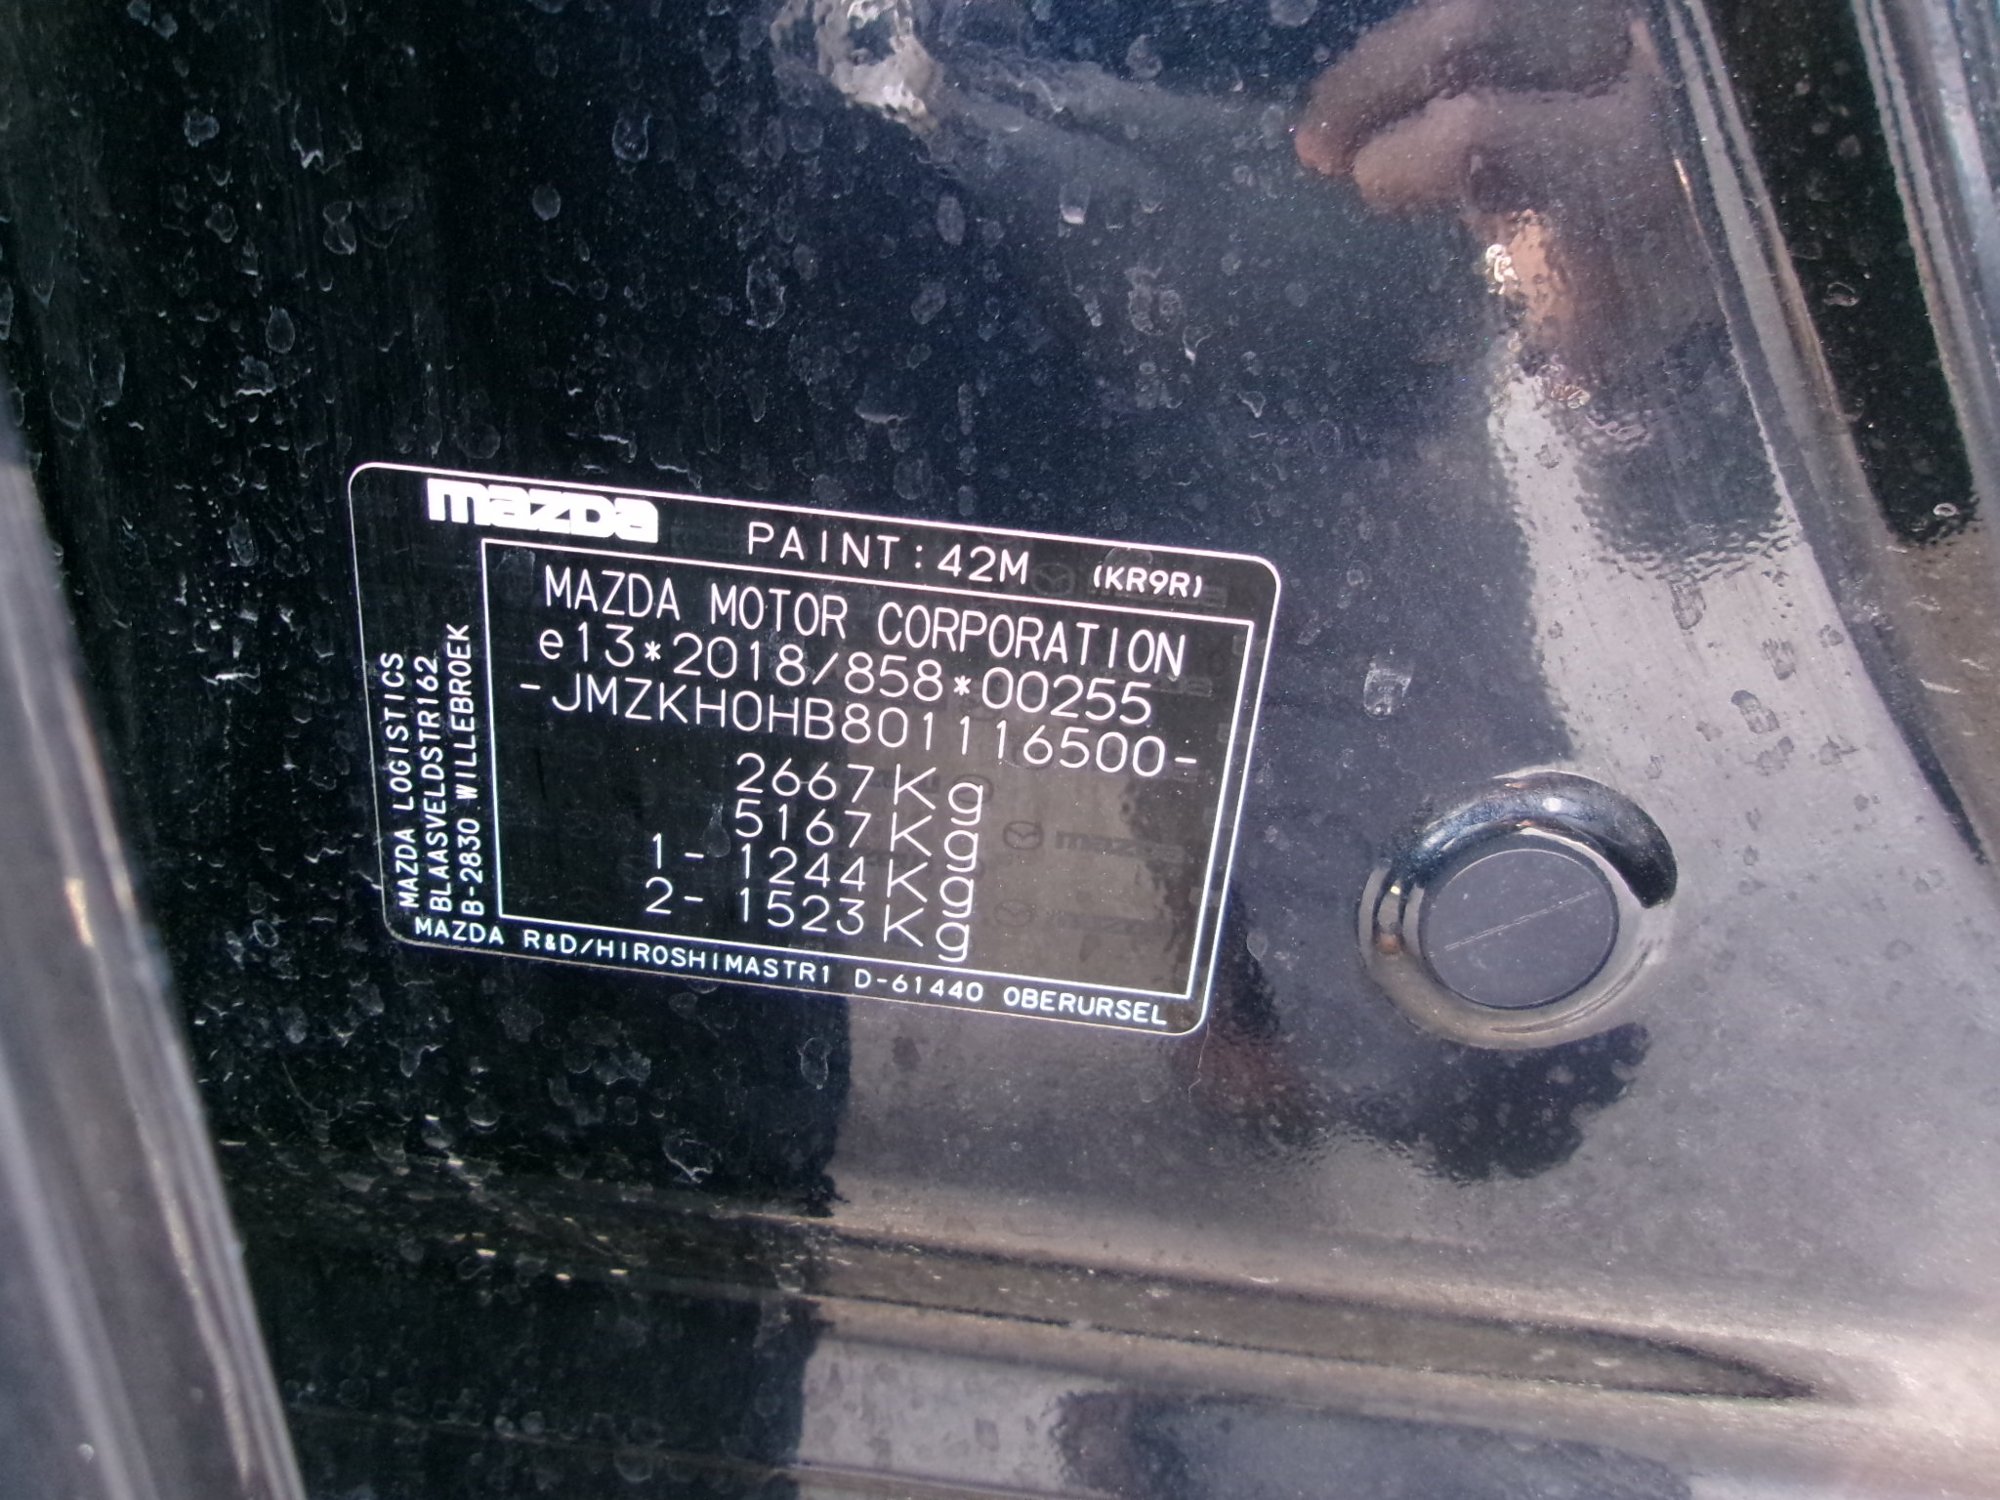 mazda PAINT:42M (KR9R)
MAZDA MOTOR CORPORATION
e13*2018/858*00255
-JMZKH0HB801116500-
2667Kg
5167Kg
1- 1244Kg
2- 1523Kg
MAZDA LOGISTICS
BLAASVELDSTR162
B-2830 WILLEBROEK
MAZDA R&D/HIROSHIMASTR1 D-61440 OBERURSEL
mazda